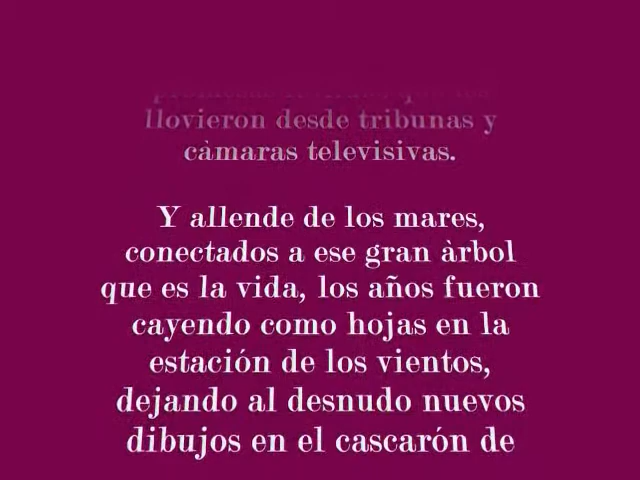 llovieron desde tribunas y
càmaras televisivas.
Y allende de los mares,
conectados a ese gran àrbol
que es la vida, los años fueron
cayendo como hojas en la
estación de los vientos,
dejando al desnudo nuevos
dibujos en el cascarón de